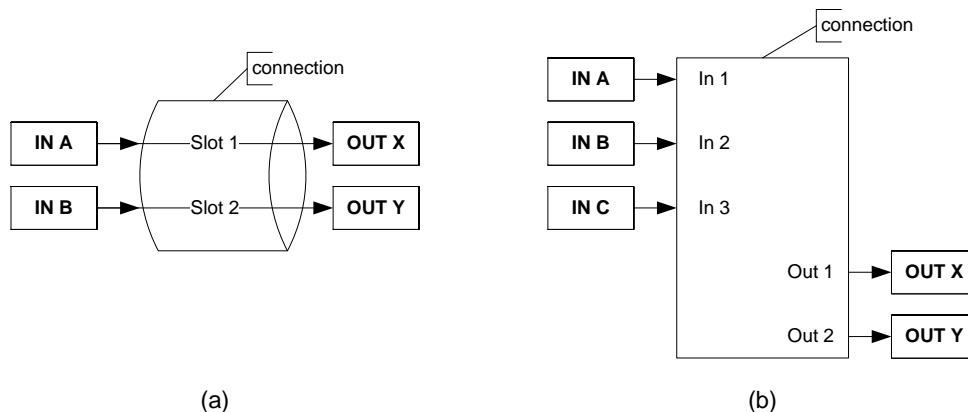 connection
IN A
Slot 1
OUT X
IN B
Slot 2
OUT Y
(a)
connection
IN A
In 1
IN B
In 2
IN C
In 3
Out 1
OUT X
Out 2
OUT Y
(b)